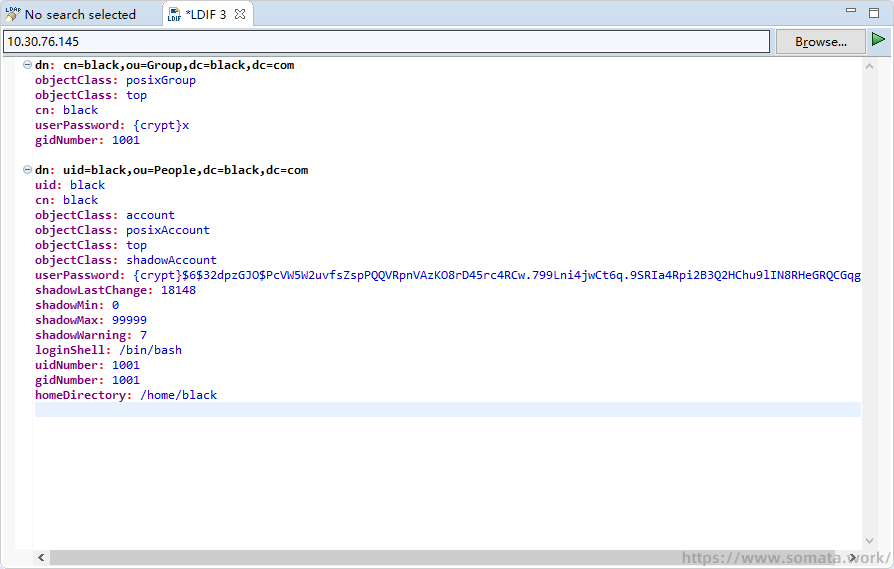 LDAP No search selected
LDIF *LDIF 3
10.30.76.145
Browse...
dn: cn=black,ou=Group,dc=black,dc=com
objectClass: posixGroup
objectClass: top
cn: black
userPassword: {crypt}x
gidNumber: 1001
dn: uid=black,ou=People,dc=black,dc=com
uid: black
cn: black
objectClass: account
objectClass: posixAccount
objectClass: top
objectClass: shadowAccount
userPassword: {crypt}$6$32dpzGJO$PcVW5W2uvfsZspPQQVRpnVAzKO8rD45rc4RCw.799Lni4jwCt6q.9SRIa4Rpi2B3Q2HChu9lIN8RHeGRQCGqg
shadowLastChange: 18148
shadowMin: 0
shadowMax: 99999
shadowWarning: 7
loginShell: /bin/bash
uidNumber: 1001
gidNumber: 1001
homeDirectory: /home/black
https://www.somata.work/